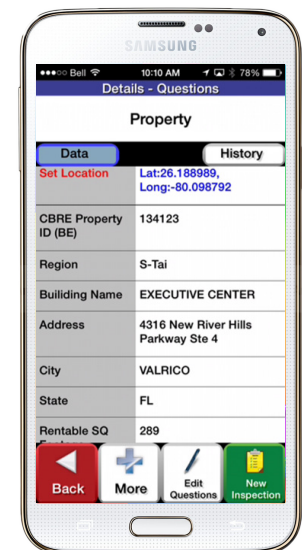 SAMSUNG
Bell 10:10 AM 78%
Details - Questions
Property
Data History
Set Location Lat:26.188989,
Long:-80.098792
CBRE Property 134123
ID (BE)
Region S-Tai
Builiding Name EXECUTIVE CENTER
Address 4316 New River Hills
Parkway Ste 4
City VALRICO
State FL
Rentable SQ 289
Back More Edit New
Questions Inspection